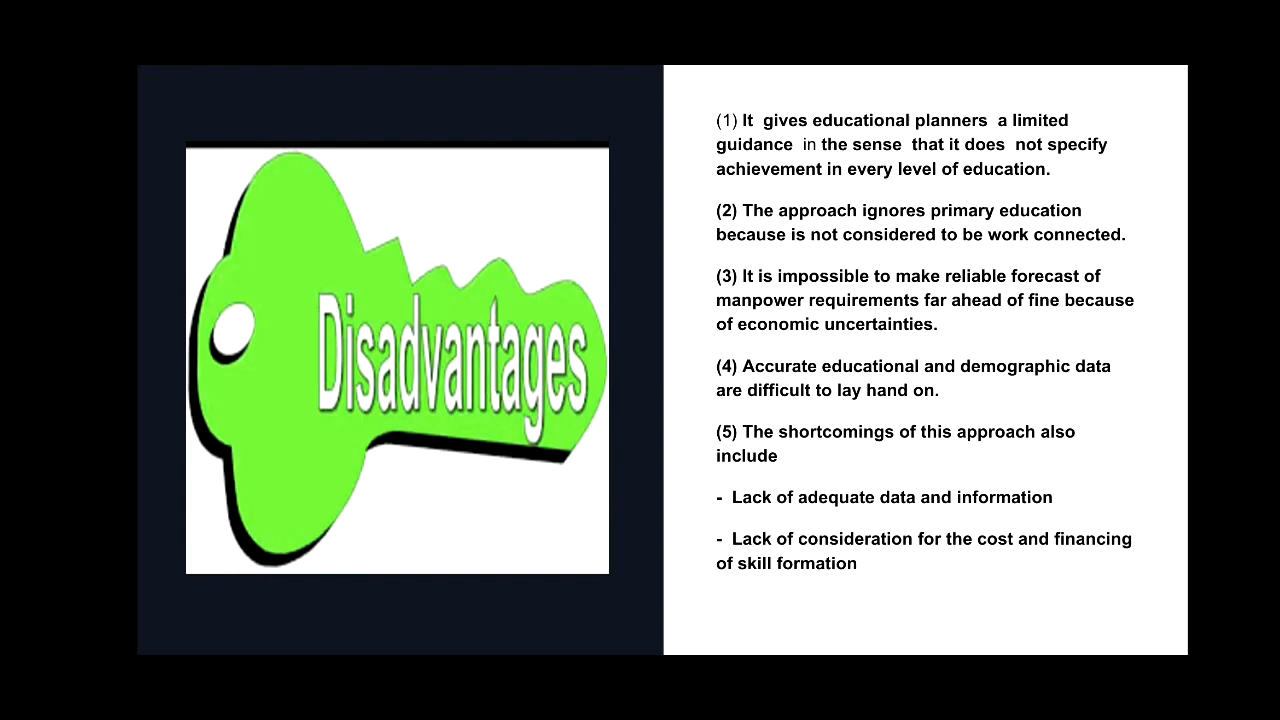 Disadvantages
(1) It gives educational planners a limited
guidance in the sense that it does not specify
achievement in every level of education.
(2) The approach ignores primary education
because is not considered to be work connected.
(3) It is impossible to make reliable forecast of
manpower requirements far ahead of fine because
of economic uncertainties.
(4) Accurate educational and demographic data
are difficult to lay hand on.
(5) The shortcomings of this approach also
include
- Lack of adequate data and information
- Lack of consideration for the cost and financing
of skill formation